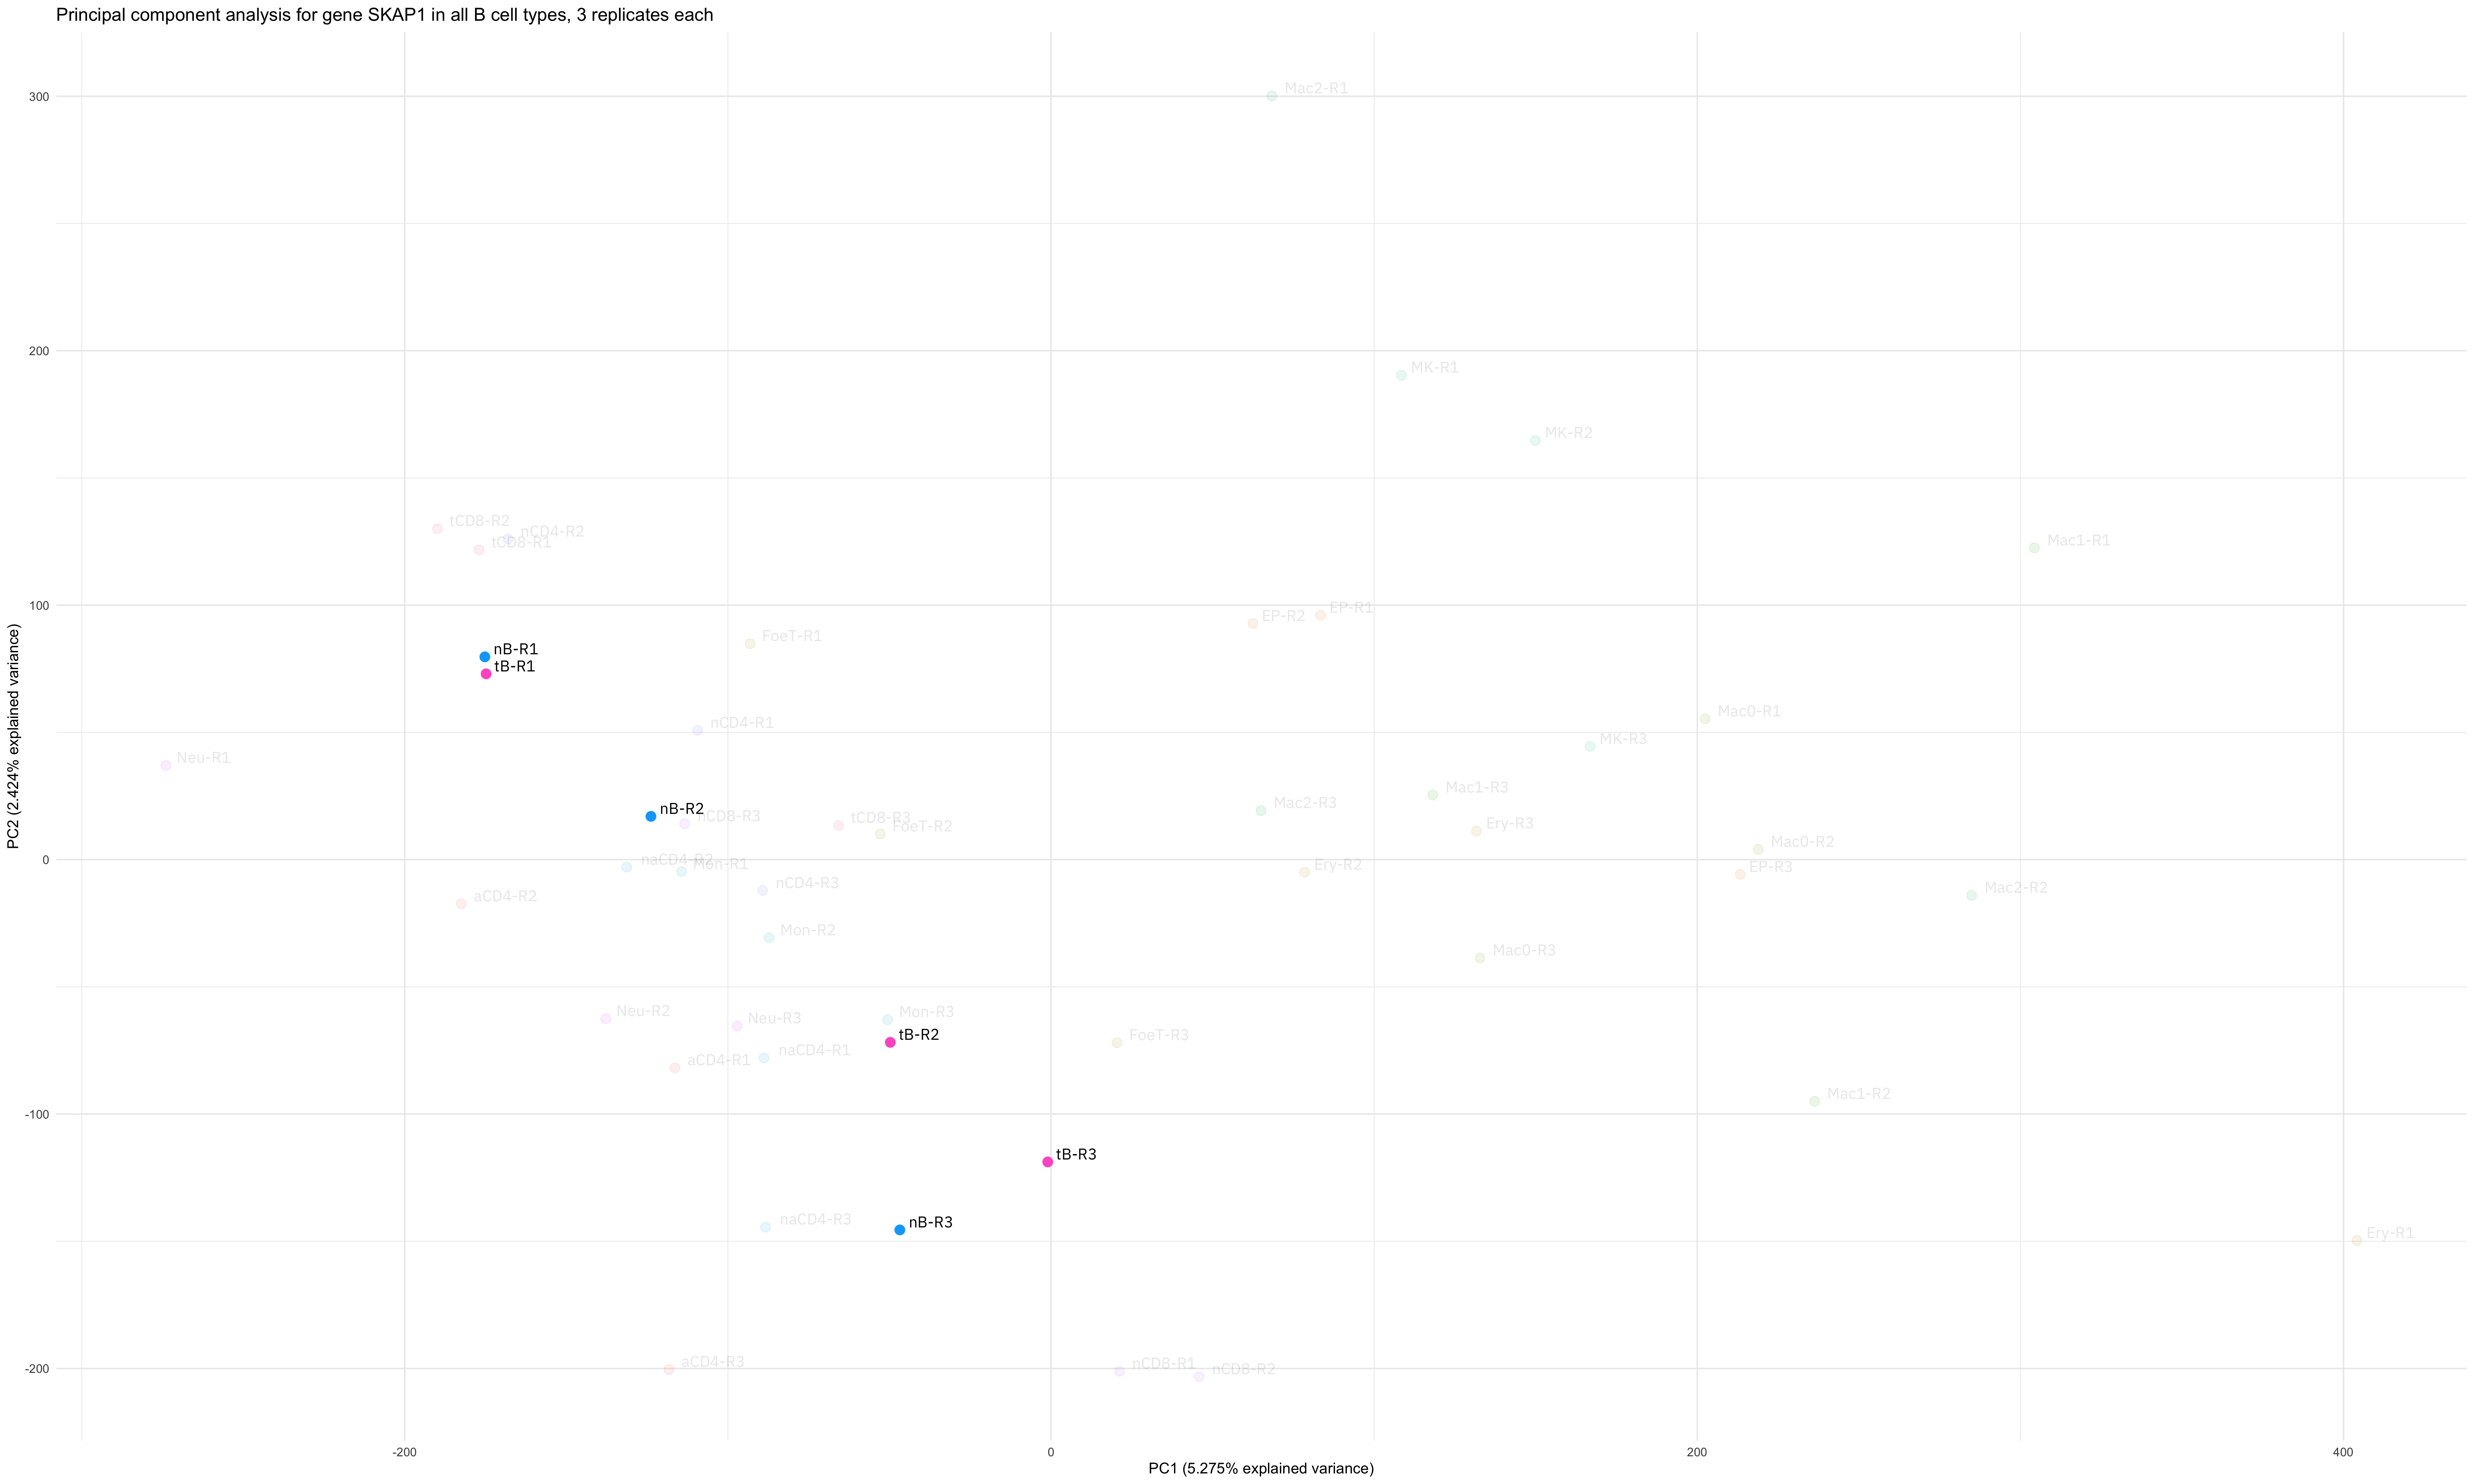 Principal component analysis for gene SKAP1 in all B cell types, 3 replicates each
300
Mac2-R1
200
MK-R1
MK-R2
tCD8-R2
nCD4-R2
tCD8-R1
Mac1-R1
100
EP-R2
EP-R1
FoeT-R1
nB-R1
tB-R1
nCD4-R1
Mac0-R1
MK-R3
Neu-R1
Mac1-R3
Mac2-R3
nB-R2
nCD8-R3
tCD8-R3
FoeT-R2
Ery-R3
Mac0-R2
0
naCD4-R2
Mon-R1
Ery-R2
EP-R3
nCD4-R3
Mac2-R2
aCD4-R2
Mon-R2
Mac0-R3
Neu-R2
Neu-R3
Mon-R3
tB-R2
FoeT-R3
naCD4-R1
aCD4-R1
Mac1-R2
-100
tB-R3
naCD4-R3
nB-R3
Ery-R1
-200
aCD4-R3
nCD8-R1
nCD8-R2
-200
0
200
400
PC1 (5.275% explained variance)
PC2 (2.424% explained variance)